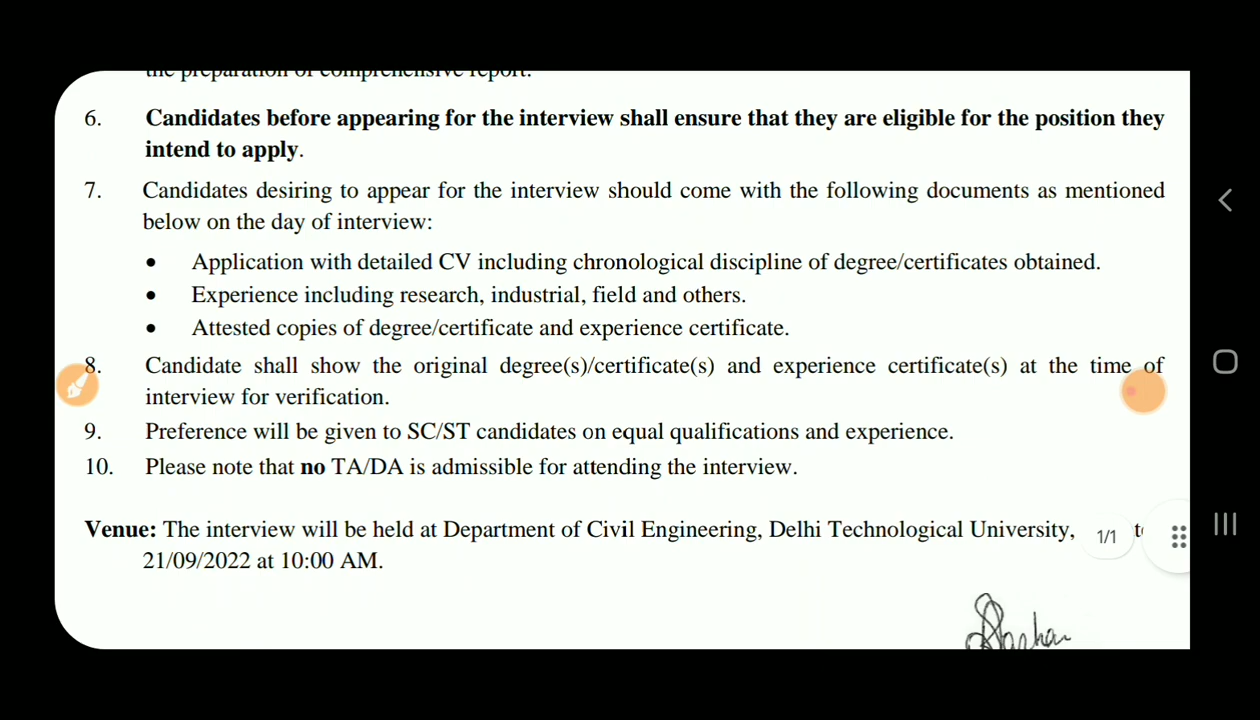 the preparation of comprehensive report.
6. Candidates before appearing for the interview shall ensure that they are eligible for the position they
intend to apply.
7. Candidates desiring to appear for the interview should come with the following documents as mentioned
below on the day of interview:
• Application with detailed CV including chronological discipline of degree/certificates obtained.
• Experience including research, industrial, field and others.
• Attested copies of degree/certificate and experience certificate.
8. Candidate shall show the original degree(s)/certificate(s) and experience certificate(s) at the time of
interview for verification.
9. Preference will be given to SC/ST candidates on equal qualifications and experience.
10. Please note that no TA/DA is admissible for attending the interview.
Venue: The interview will be held at Department of Civil Engineering, Delhi Technological University,
1/1
21/09/2022 at 10:00 AM.